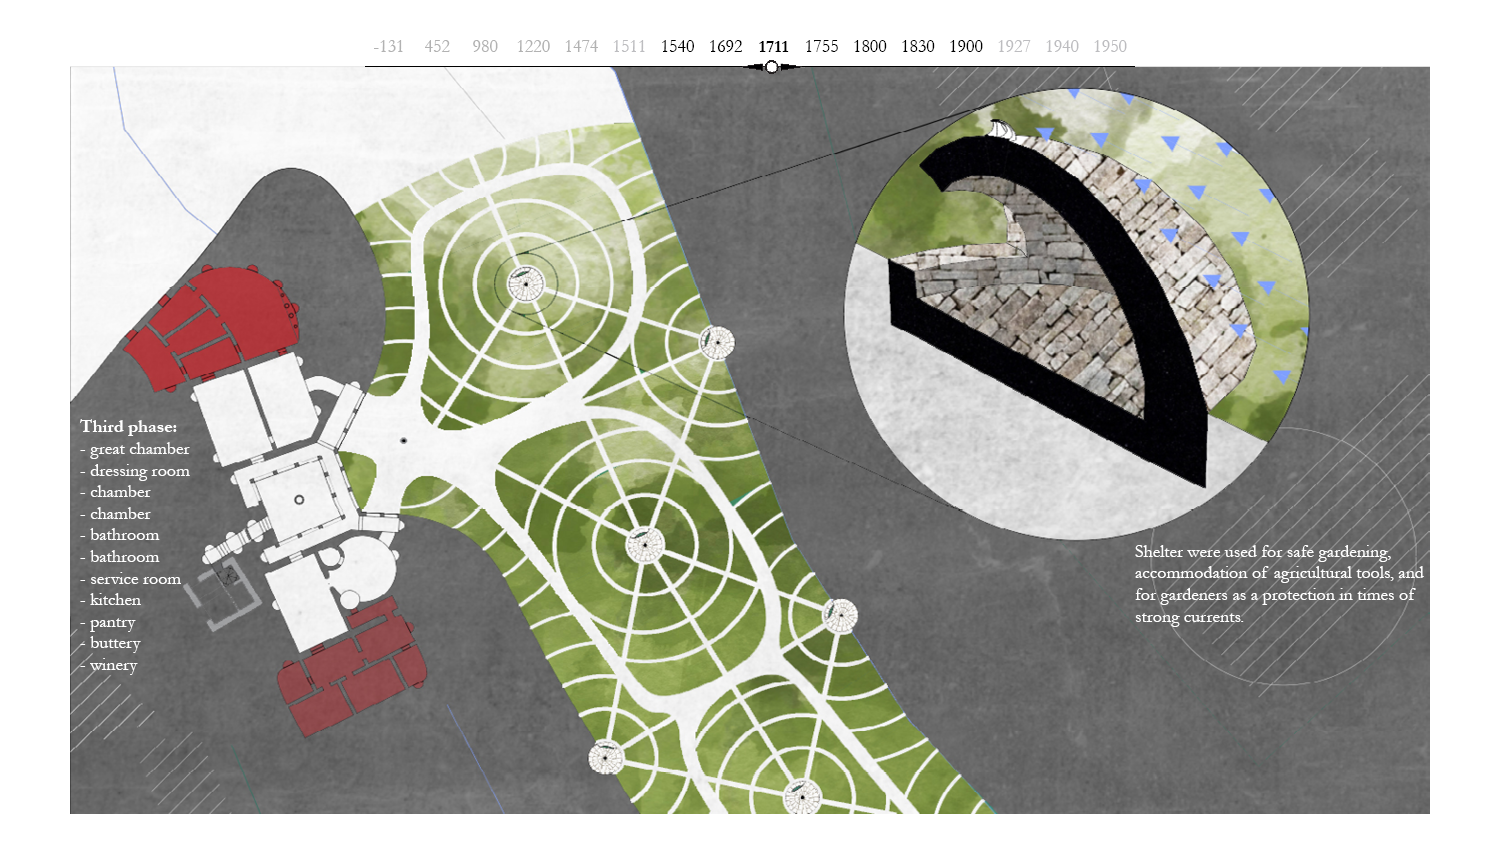 -131 452 980 1220 1474 1511 1540 1692 1711 1755 1800 1830 1900 1927 1940 1950
Third phase:
- great chamber
- dressing room
- chamber
- chamber
- bathroom
- bathroom
- service room
- kitchen
- pantry
- buttery
- winery
Shelter were used for safe gardening,
accommodation of agricultural tools, and
for gardeners as a protection in times of
strong currents.